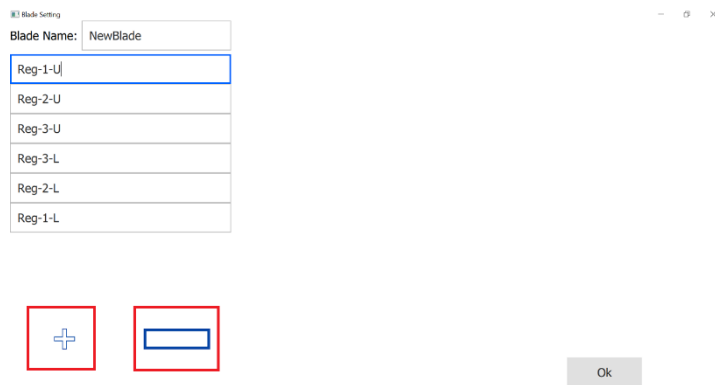 Blade Setting
Blade Name: NewBlade
Reg-1-U
Reg-2-U
Reg-3-U
Reg-3-L
Reg-2-L
Reg-1-L
Ok